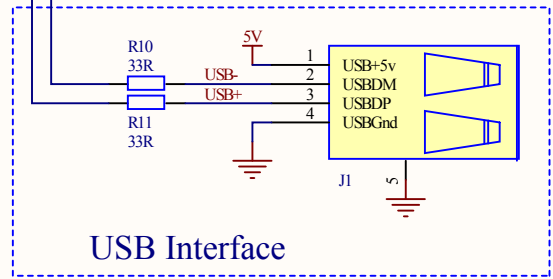 R10
33R
5V
USB-
USB+
R11
33R
1
2
3
4
USB+5v
USBDM
USBDP
USBGnd
J1
5
USB Interface